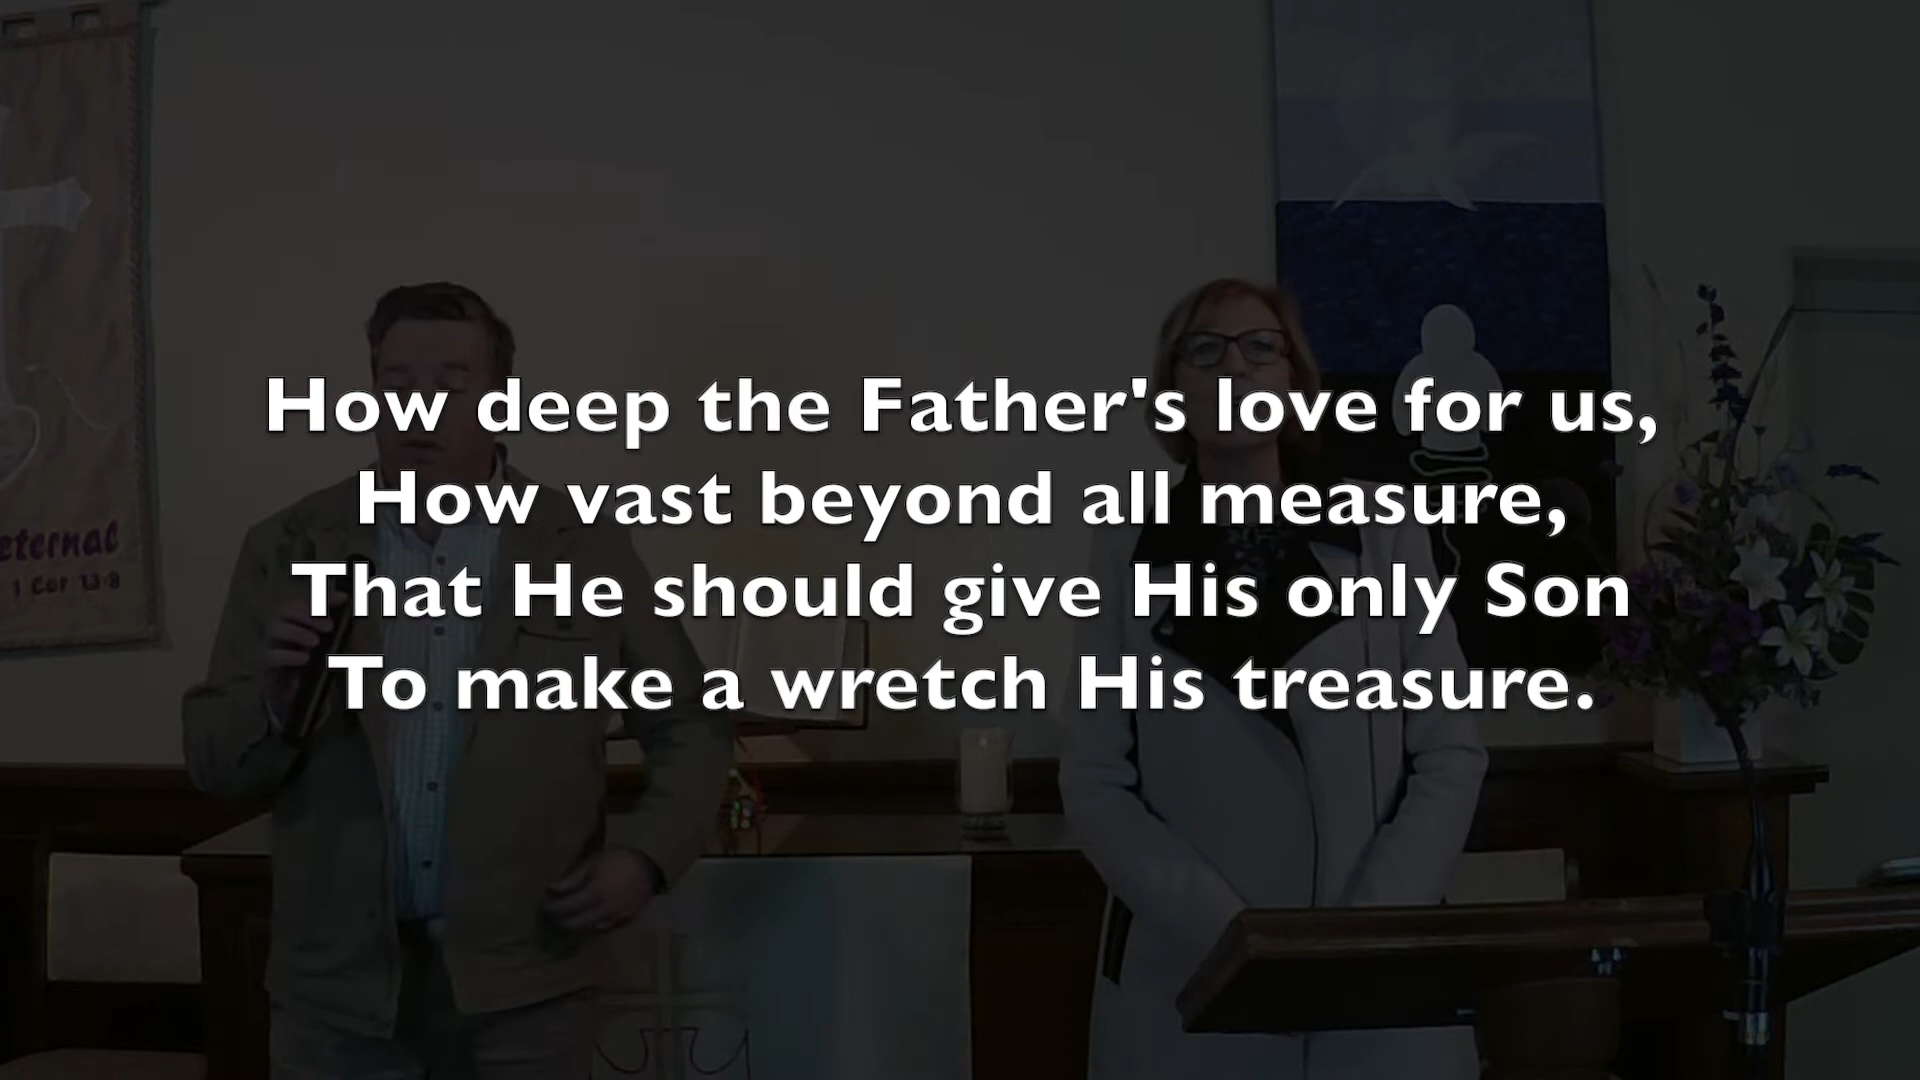 How deep the Father's love for us,
How vast beyond all measure,
That He should give His only Son
To make a wretch His treasure.
eternal
1 Cor 13:8